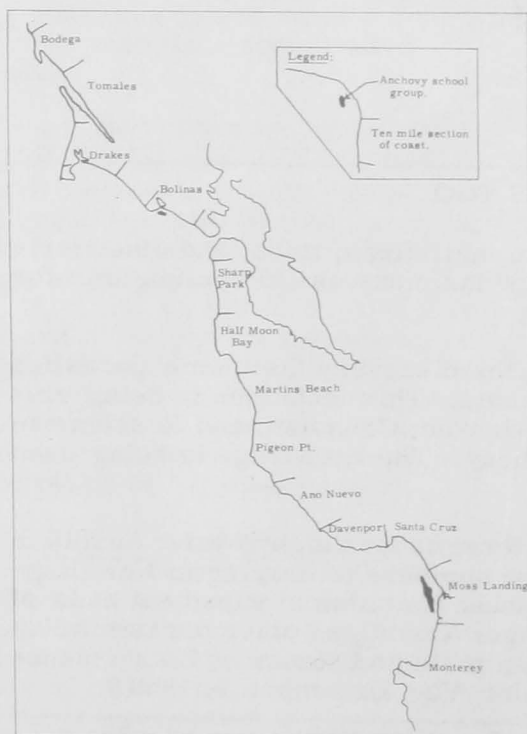 Bodega
Tomales
Legend:
Anchovy school
group.
Ten mile section
of coast.
Drakes
Bolinas
Sharp
Park
Half Moon
Bay
Martins Beach
Pigeon Pt.
Ano Nuevo
Davenport
Santa Cruz
Moss Landing
Monterey